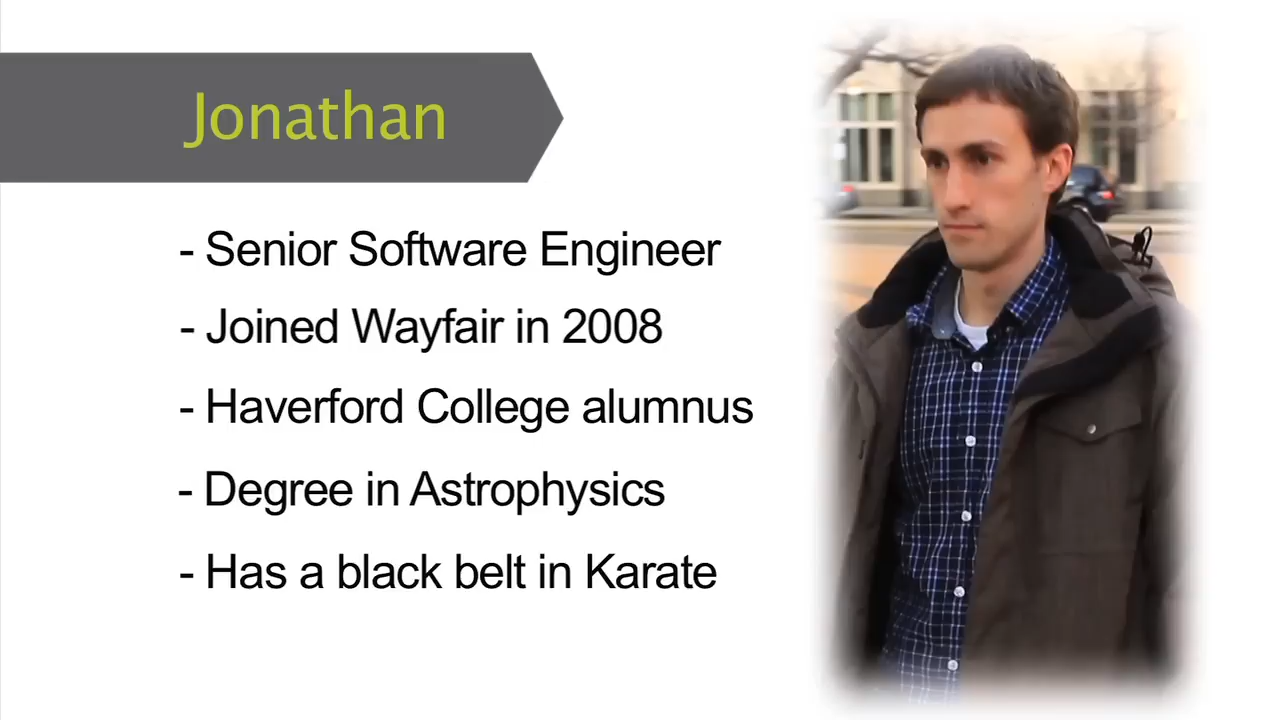 Jonathan
- Senior Software Engineer
- Joined Wayfair in 2008
- Haverford College alumnus
- Degree in Astrophysics
- Has a black belt in Karate